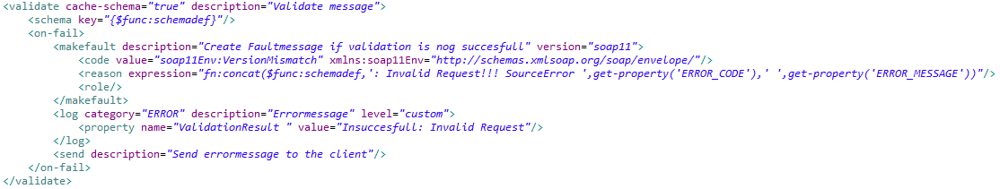 <validate cache-schema="true" description="Validate message">
<schema key="{$func:schemadef}"/>
<on-fail>
<makefault description="Create Faultmessage if validation is nog succesfull" version="soap11">
<code value="soap11Env:VersionMismatch" xmlns:soap11Env="http://schemas.xmlsoap.org/soap/envelope/"/>
<reason expression="fn:concat($func:schemadef,': Invalid Request!!! SourceError ',get-property('ERROR_CODE'),' ',get-property('ERROR_MESSAGE'))"/>
<role/>
</makefault>
<log category="ERROR" description="Errormessage" level="custom">
<property name="ValidationResult " value="Insuccesfull: Invalid Request"/>
</log>
<send description="Send errormessage to the client"/>
</on-fail>
</validate>